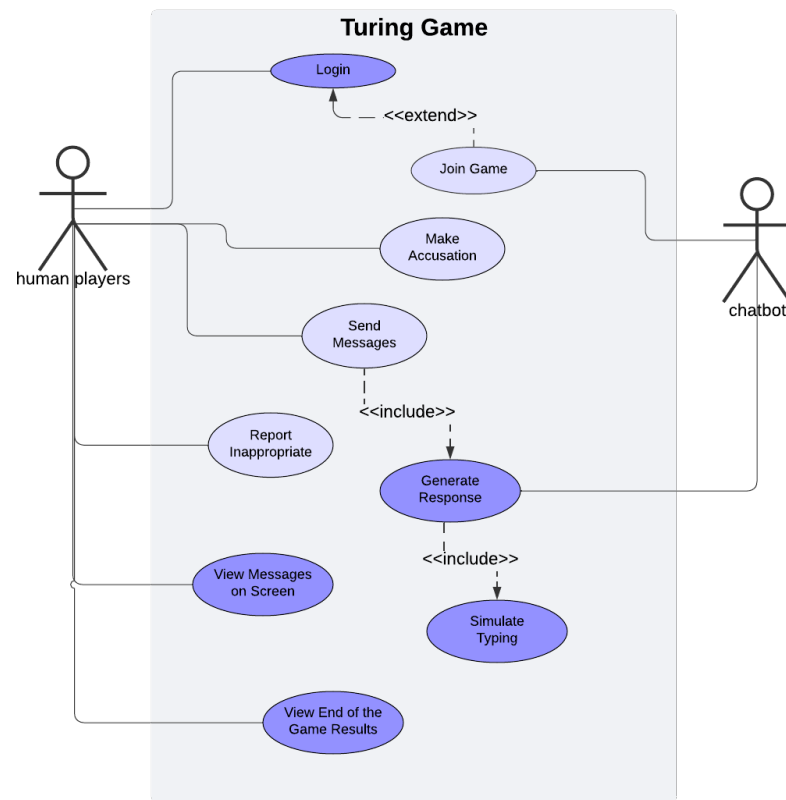 Turing Game
Login
<<extend>>
Join Game
Make
Accusation
human players
chatbot
Send
Messages
<<include>>
Report
Inappropriate
Generate
Response
<<include>>
View Messages
on Screen
Simulate
Typing
View End of the
Game Results